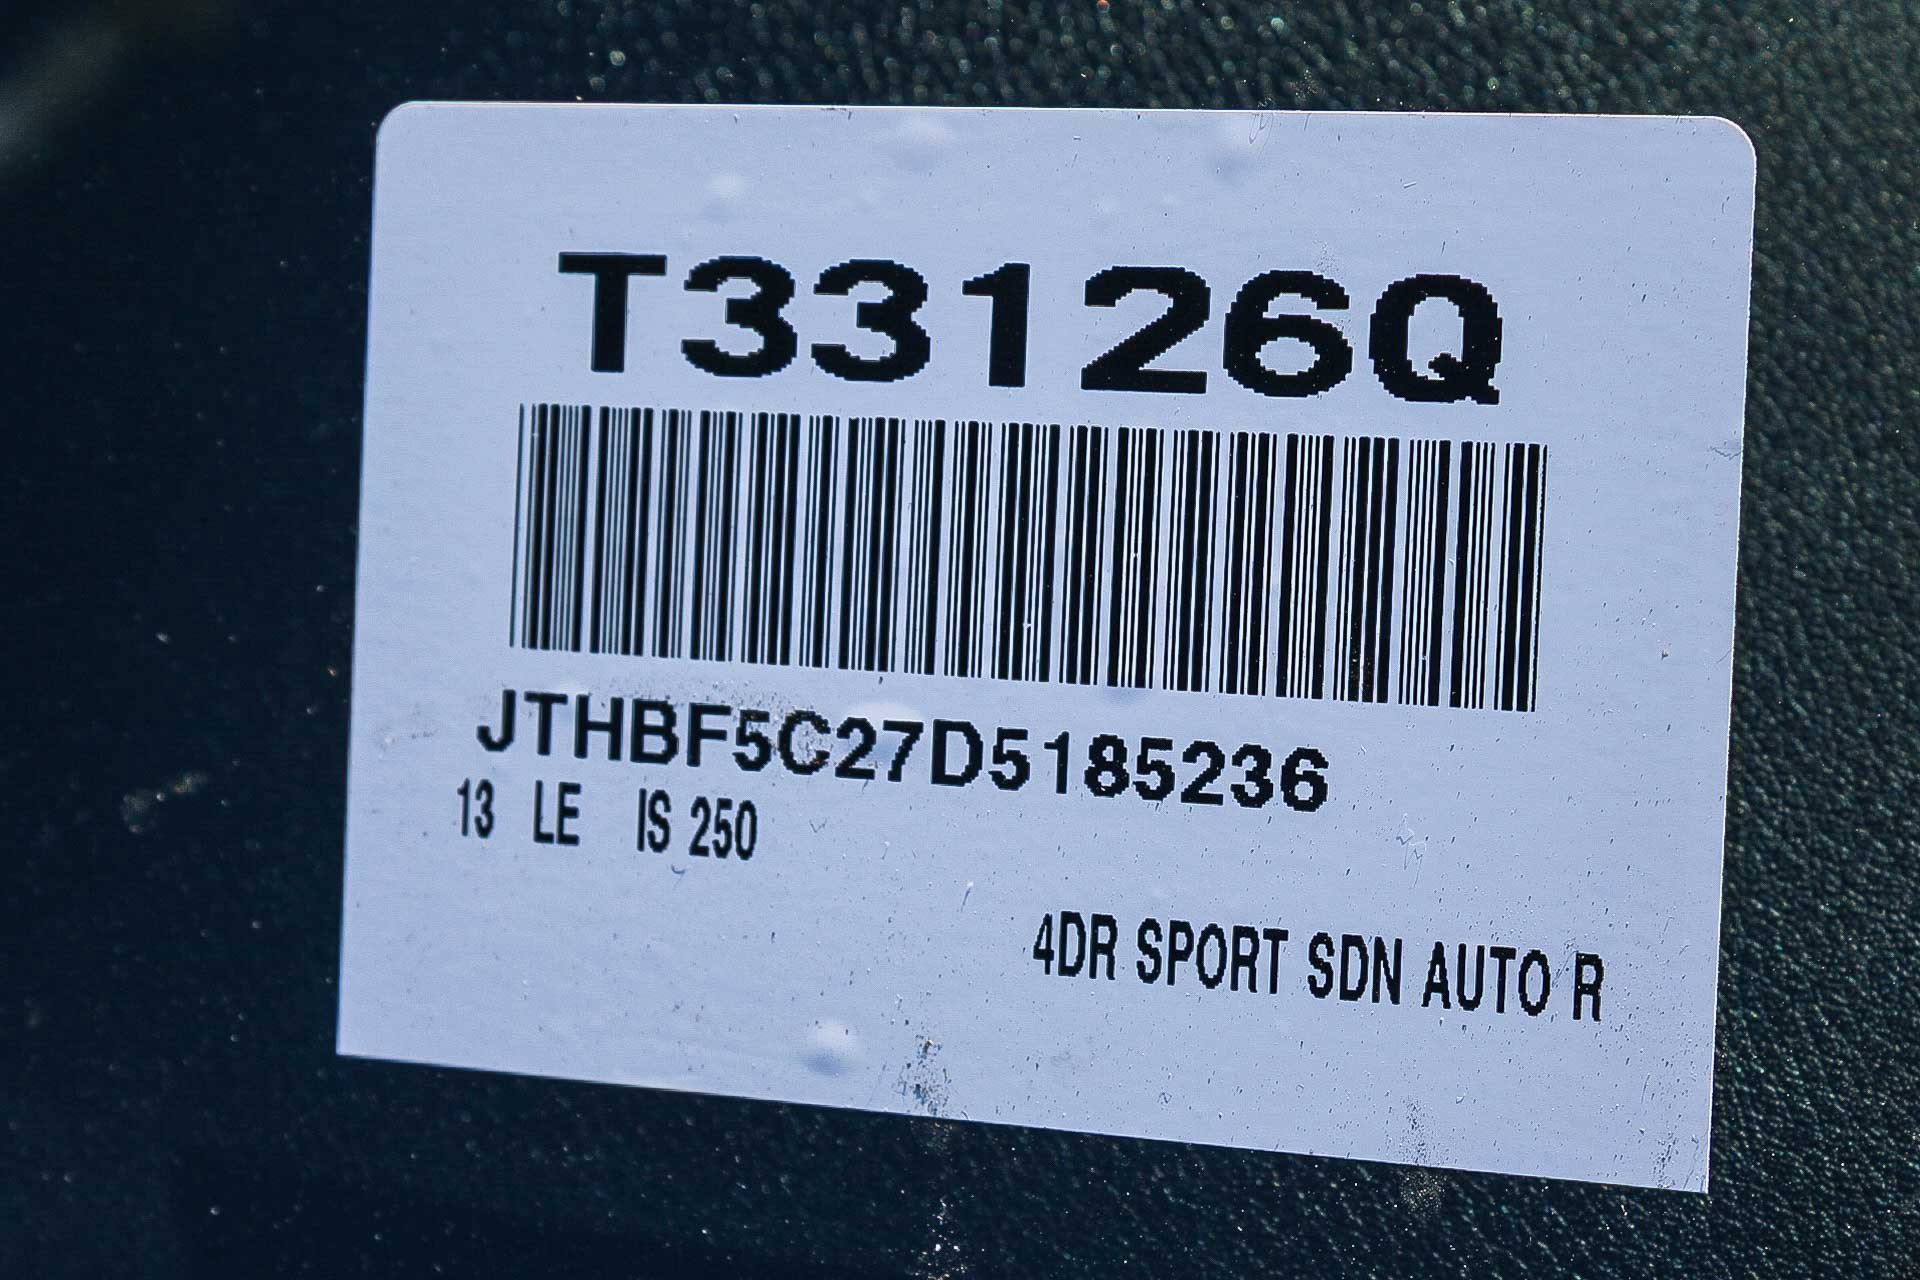 T33126Q
JTHBF5C27D5185236
13 LE IS 250
4DR SPORT SDN AUTO R